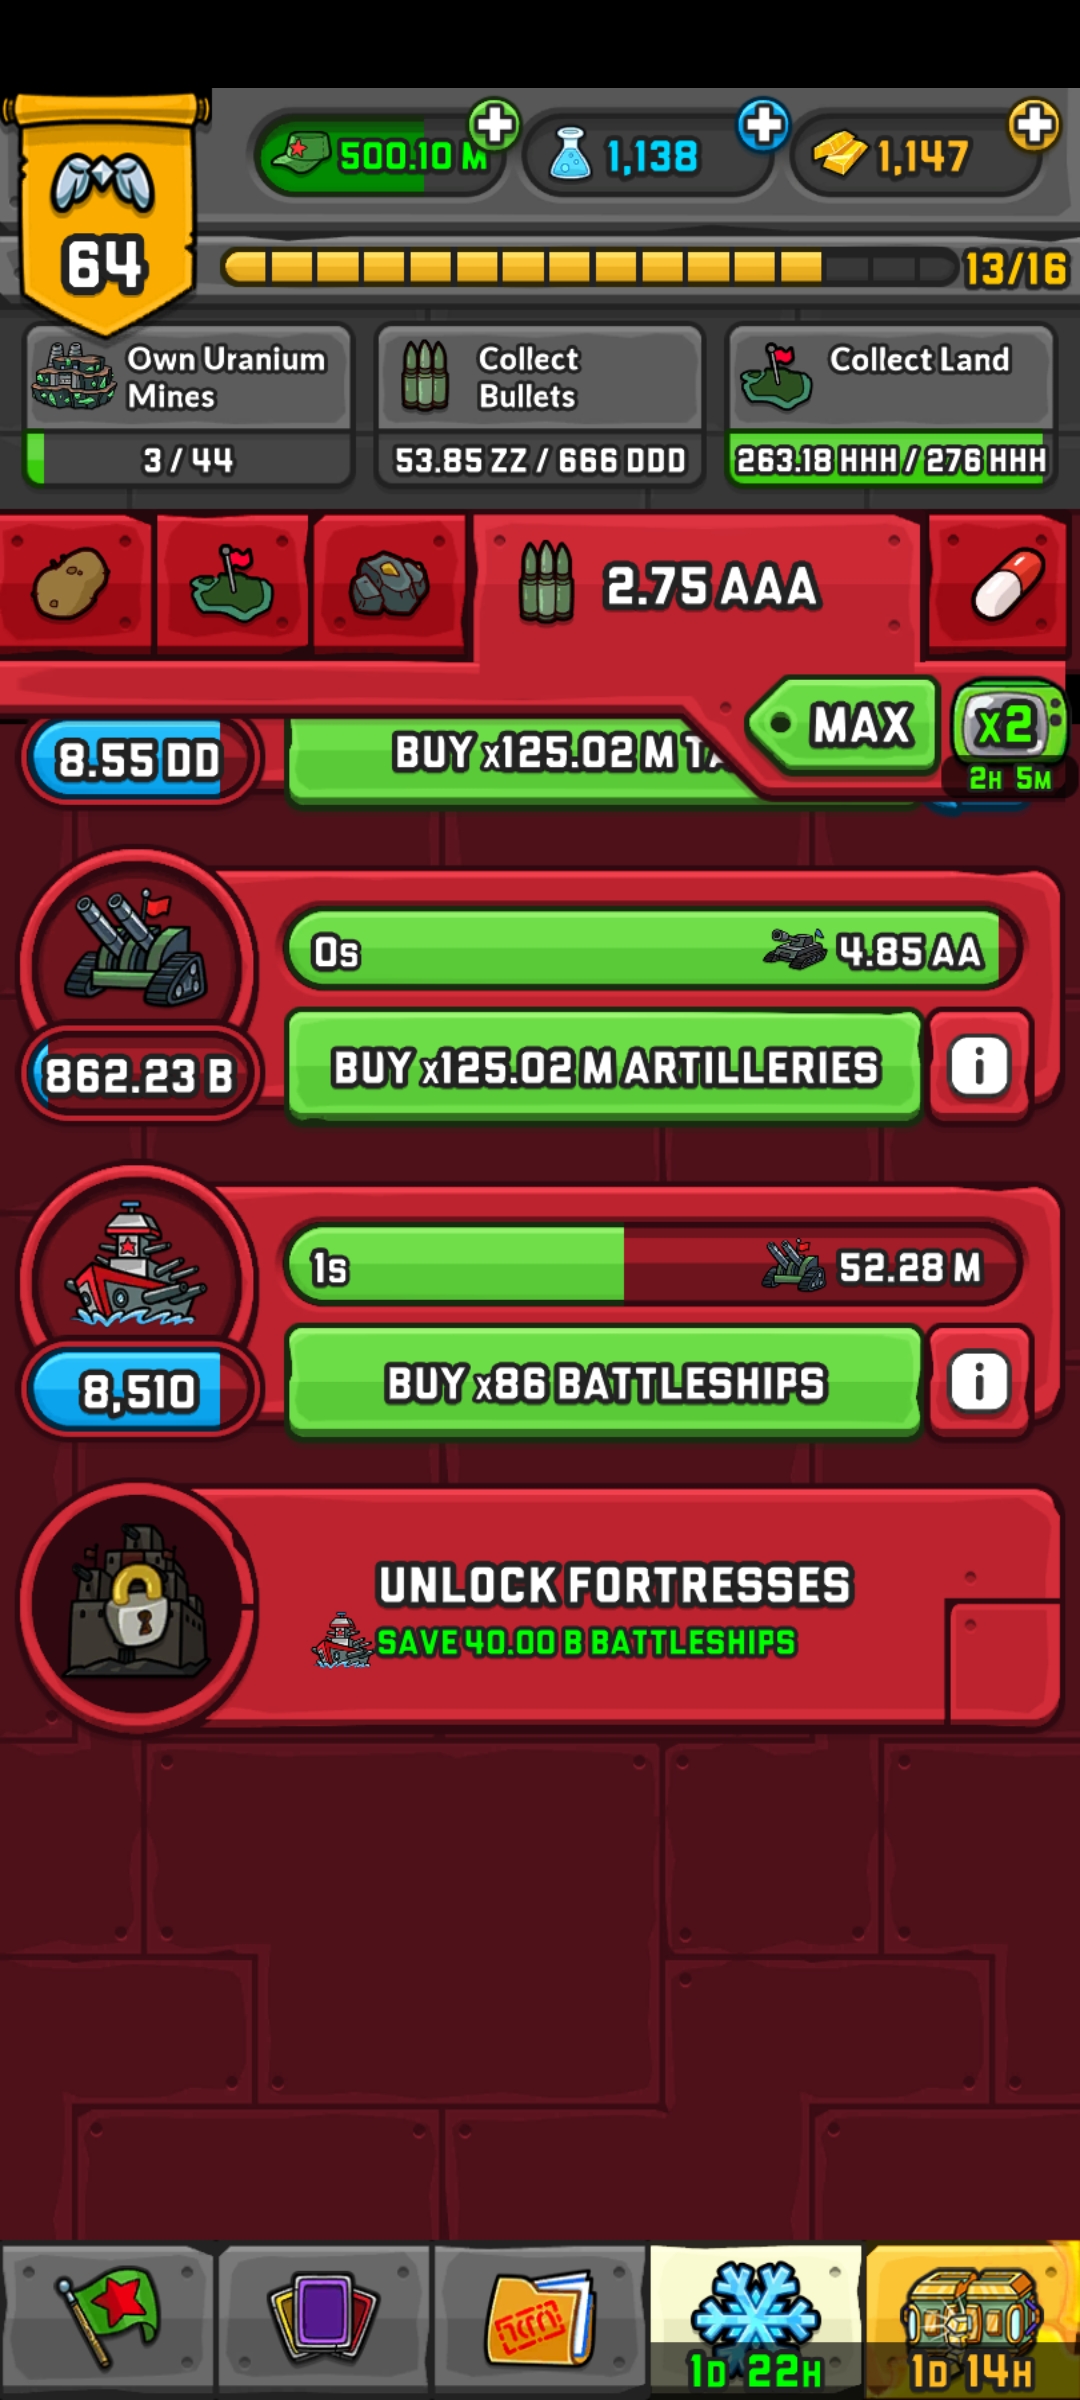 500.10 M
1,138
1,147
64
13/16
Own Uranium
Mines
3 / 44
Collect
Bullets
53.85 ZZ / 666 DDD
Collect Land
263.18 HHH / 276 HHH
2.75 AAA
MAX
X2
2H 5M
8.55 DD
BUY x125.02 M
0s
4.85 AA
862.23 B
BUY x125.02 M ARTILLERIES
i
1s
52.28 M
8,510
BUY x86 BATTLESHIPS
i
UNLOCK FORTRESSES
SAVE 40.00 B BATTLESHIPS
1D 22H
1D 14H